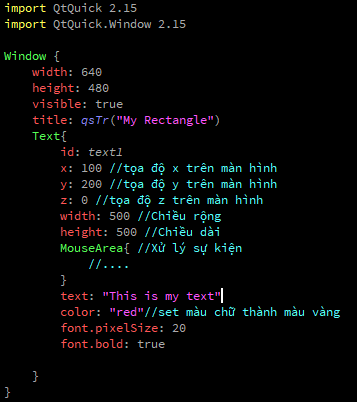 import QtQuick 2.15
import QtQuick.Window 2.15
Window {
width: 640
height: 480
visible: true
title: qsTr("My Rectangle")
Text{
id: text1
x: 100 //tọa độ x trên màn hình
y: 200 //tọa độ y trên màn hình
z: 0 //tọa độ z trên màn hình
width: 500 //Chiều rộng
height: 500 //Chiều dài
MouseArea{ //Xử lý sự kiện
//....
}
text: "This is my text"
color: "red"//set màu chữ thành màu vàng
font.pixelSize: 20
font.bold: true
}
}